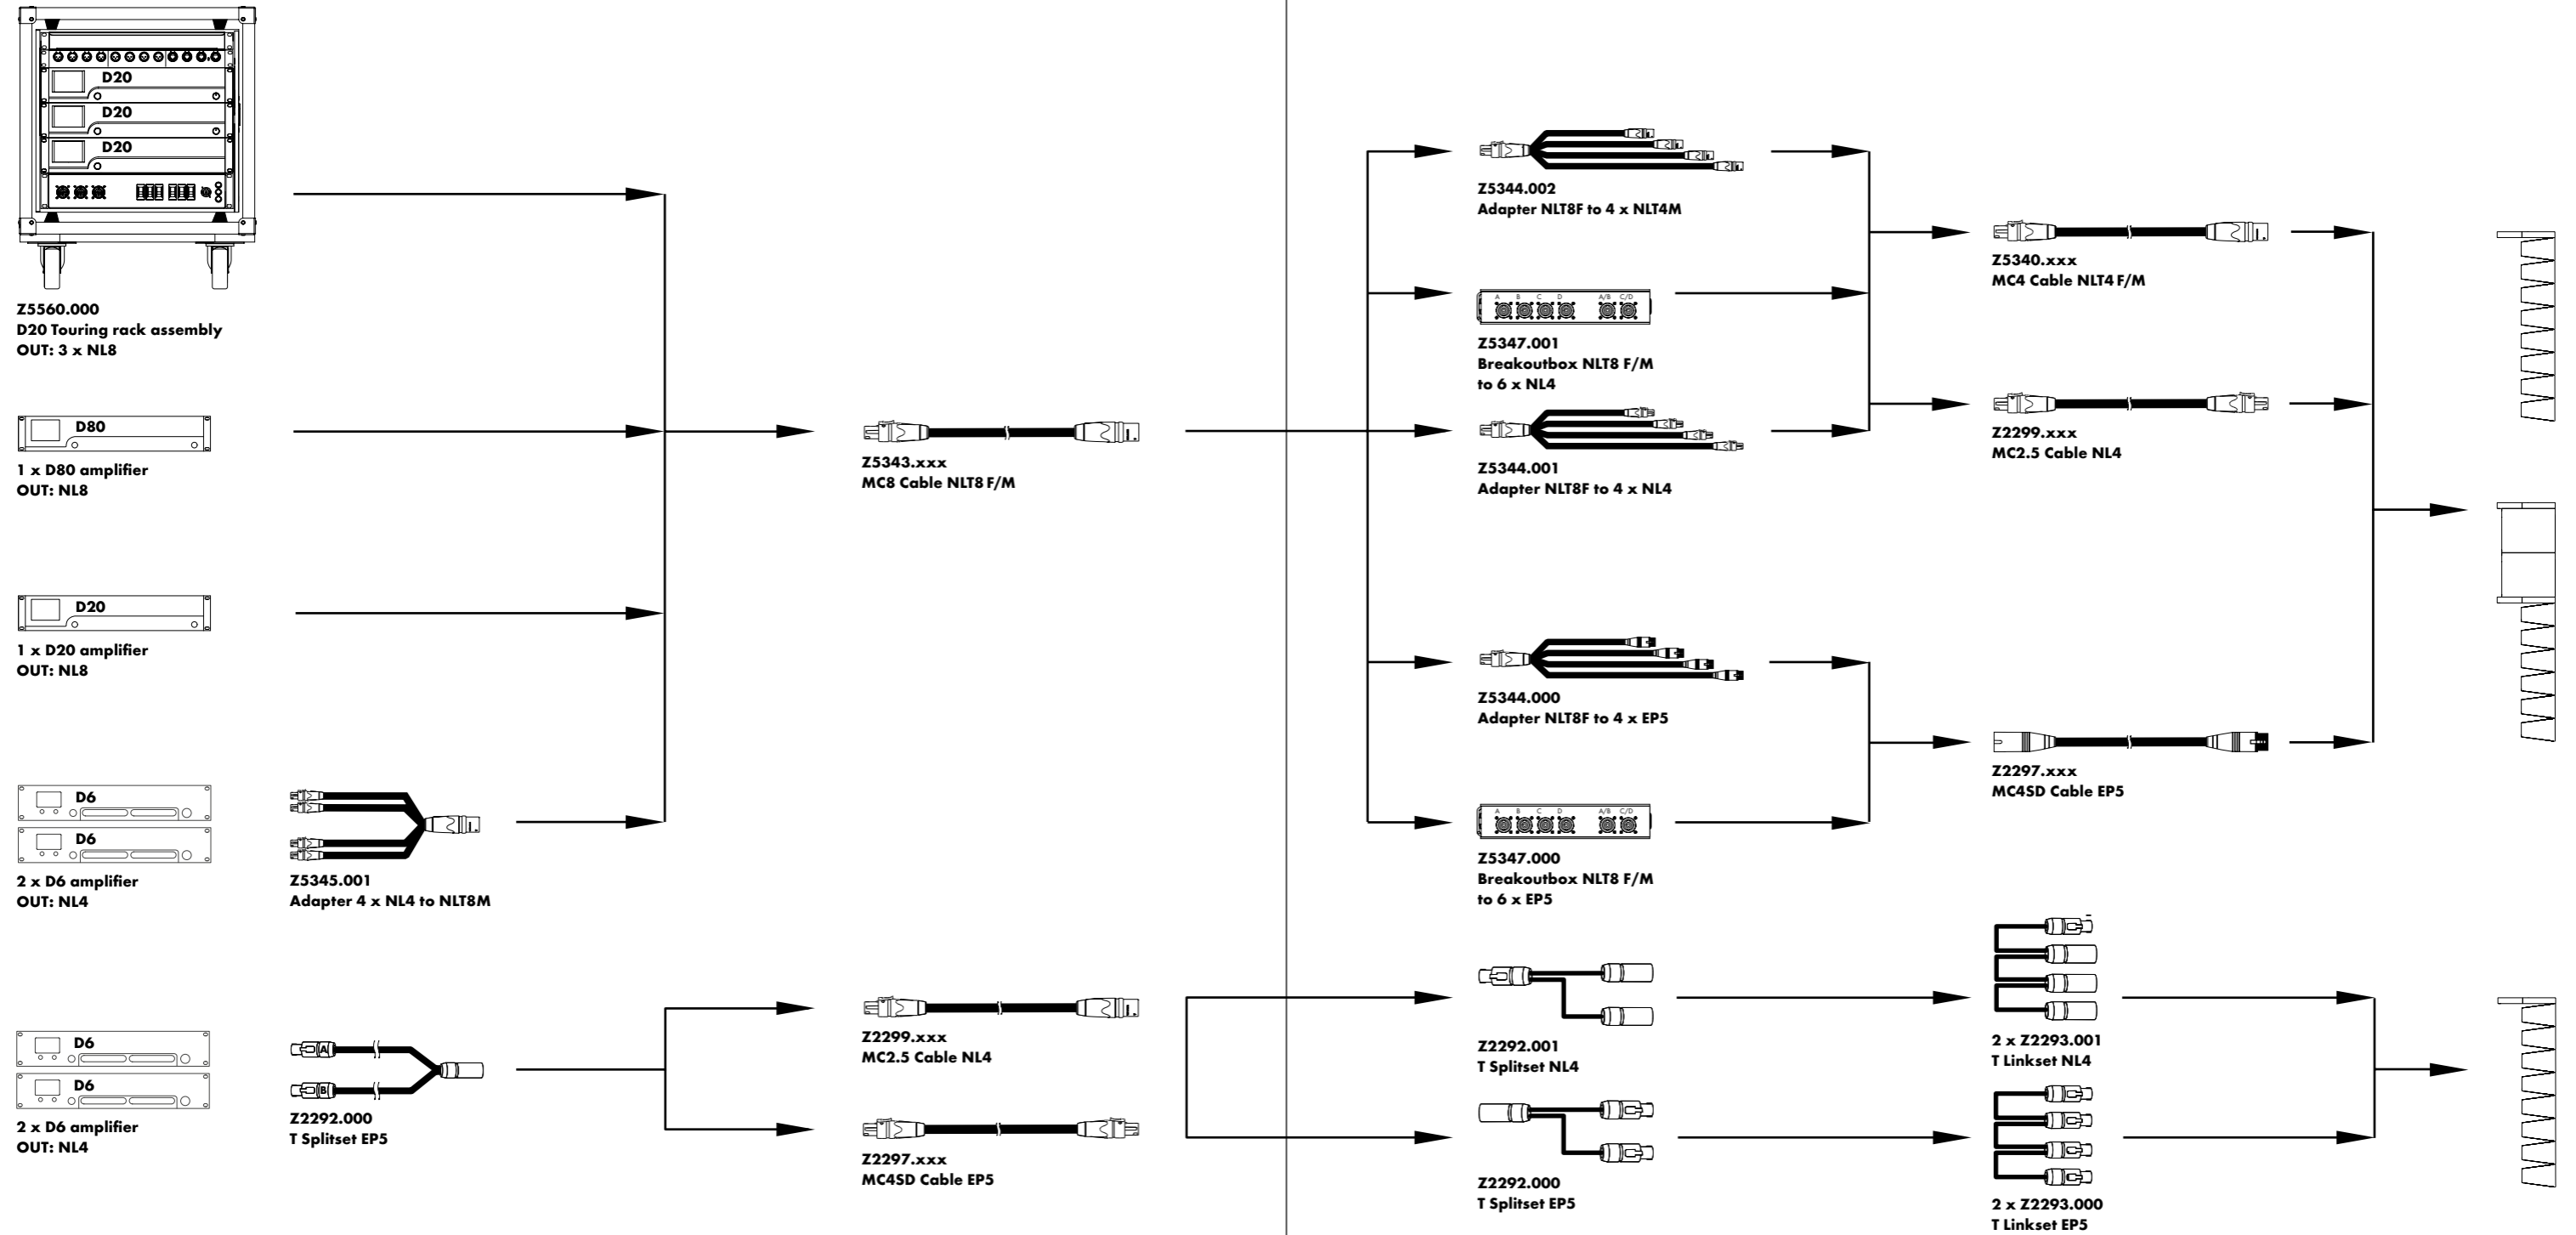 D20
D20
D20
Z5560.000
D20 Touring rack assembly
OUT: 3 x NL8
D80
1 x D80 amplifier
OUT: NL8
D20
1 x D20 amplifier
OUT: NL8
D6
D6
2 x D6 amplifier
OUT: NL4
Z5345.001
Adapter 4 x NL4 to NLT8M
D6
D6
2 x D6 amplifier
OUT: NL4
A
B
Z2292.000
T Splitset EP5
Z5343.xxx
MC8 Cable NLT8 F/M
Z2299.xxx
MC2.5 Cable NL4
Z2297.xxx
MC4SD Cable EP5
Z5344.002
Adapter NLT8F to 4 x NLT4M
A B C D A/B C/D
Z5347.001
Breakoutbox NLT8 F/M
to 6 x NL4
Z5344.001
Adapter NLT8F to 4 x NL4
Z5344.000
Adapter NLT8F to 4 x EP5
A B C D A/B C/D
Z5347.000
Breakoutbox NLT8 F/M
to 6 x EP5
Z2292.001
T Splitset NL4
Z2292.000
T Splitset EP5
Z5340.xxx
MC4 Cable NLT4 F/M
Z2299.xxx
MC2.5 Cable NL4
Z2297.xxx
MC4SD Cable EP5
2 x Z2293.001
T Linkset NL4
2 x Z2293.000
T Linkset EP5